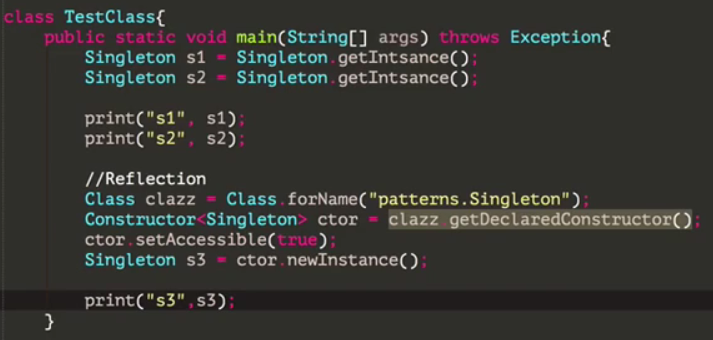 class TestClass{
public static void main(String[] args) throws Exception{
Singleton s1 = Singleton.getIntsance();
Singleton s2 = Singleton.getIntsance();
print("s1", s1);
print("s2", s2);
//Reflection
Class clazz = Class.forName("patterns.Singleton");
Constructor<Singleton> ctor = clazz.getDeclaredConstructor();
ctor.setAccessible(true);
Singleton s3 = ctor.newInstance();
print("s3",s3);
}